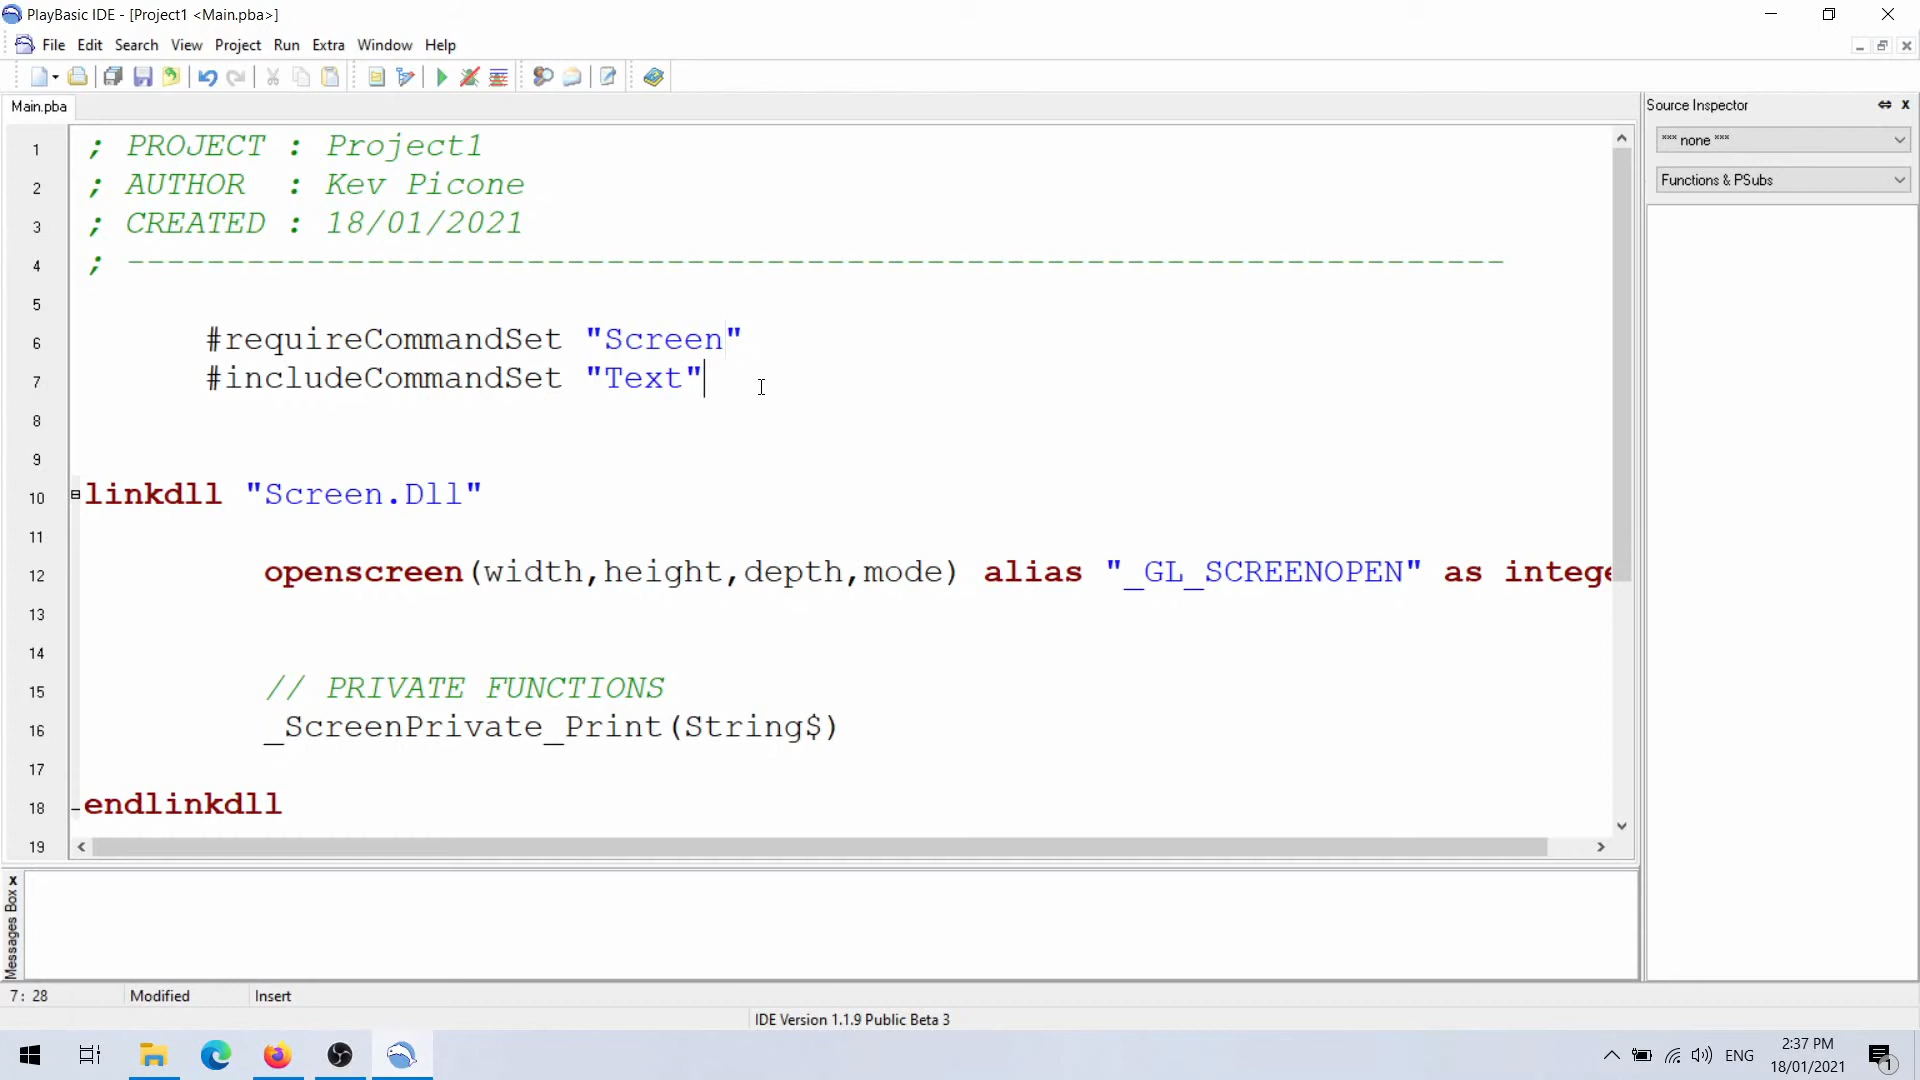 PlayBasic IDE - [Project1 <Main.pba>]
File Edit Search View Project Run Extra Window Help
Main.pba
Source Inspector
*** none ***
Functions & PSubs
1 ; PROJECT : Project1
2 ; AUTHOR : Kev Picone
3 ; CREATED : 18/01/2021
4 ; ---------------------------------------------------------------------
5
6 #requireCommandSet "Screen"
7 #includeCommandSet "Text"
8
9
10 linkdll "Screen.Dll"
11
12 openscreen(width,height,depth,mode) alias "_GL_SCREENOPEN" as intege
13
14
15 // PRIVATE FUNCTIONS
16 _ScreenPrivate_Print(String$)
17
18 endlinkdll
19
Messages Box
7: 28 Modified Insert
IDE Version 1.1.9 Public Beta 3
ENG
2:37 PM
18/01/2021
1